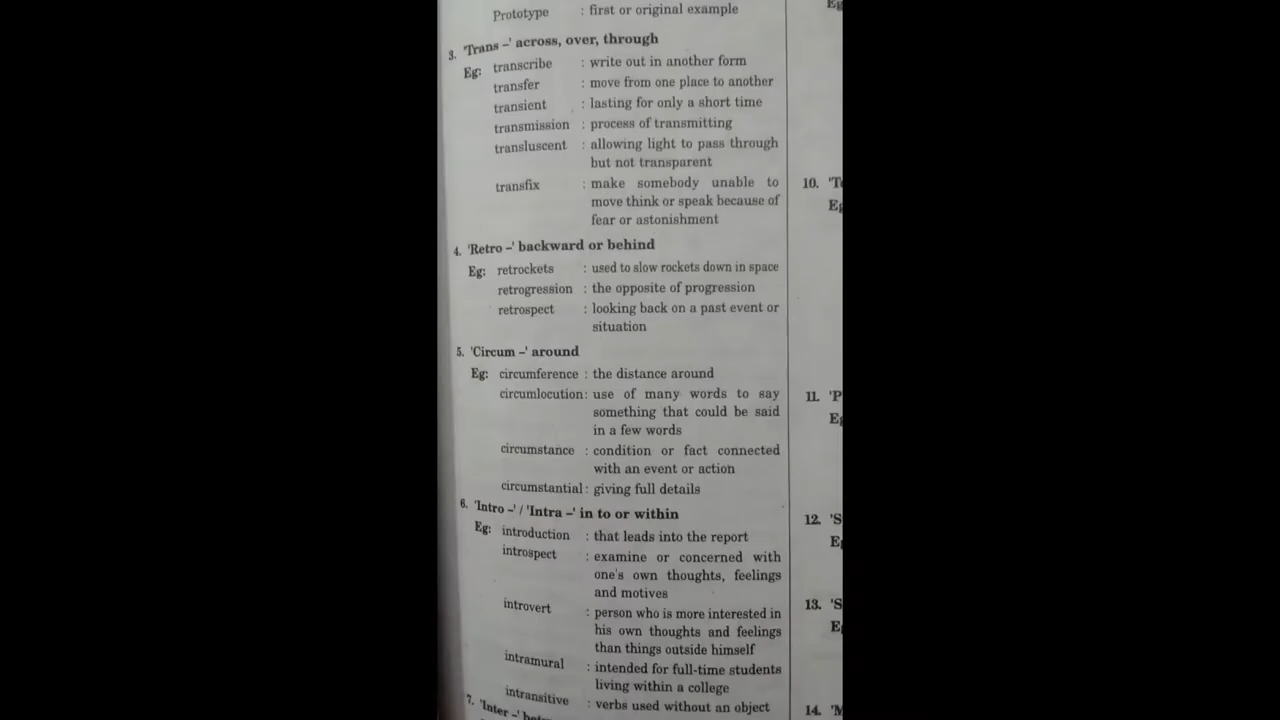 Prototype : first or original example
3. 'Trans –' across, over, through
Eg: transcribe : write out in another form
transfer : move from one place to another
transient : lasting for only a short time
transmission : process of transmitting
transluscent : allowing light to pass through
but not transparent
transfix : make somebody unable to
move think or speak because of
fear or astonishment
4. 'Retro –' backward or behind
Eg: retrockets : used to slow rockets down in space
retrogression : the opposite of progression
retrospect : looking back on a past event or
situation
5. 'Circum –' around
Eg: circumference : the distance around
circumlocution: use of many words to say
something that could be said
in a few words
circumstance : condition or fact connected
with an event or action
circumstantial : giving full details
6. 'Intro –' / 'Intra –' in to or within
Eg: introduction : that leads into the report
introspect : examine or concerned with
one's own thoughts, feelings
and motives
introvert : person who is more interested in
his own thoughts and feelings
than things outside himself
intramural : intended for full-time students
living within a college
intransitive : verbs used without an object
7. 'Inter –'
Eg
10. 'T
Eg
11. 'P
Eg
12. 'S
E
13. 'S
E
14. 'M